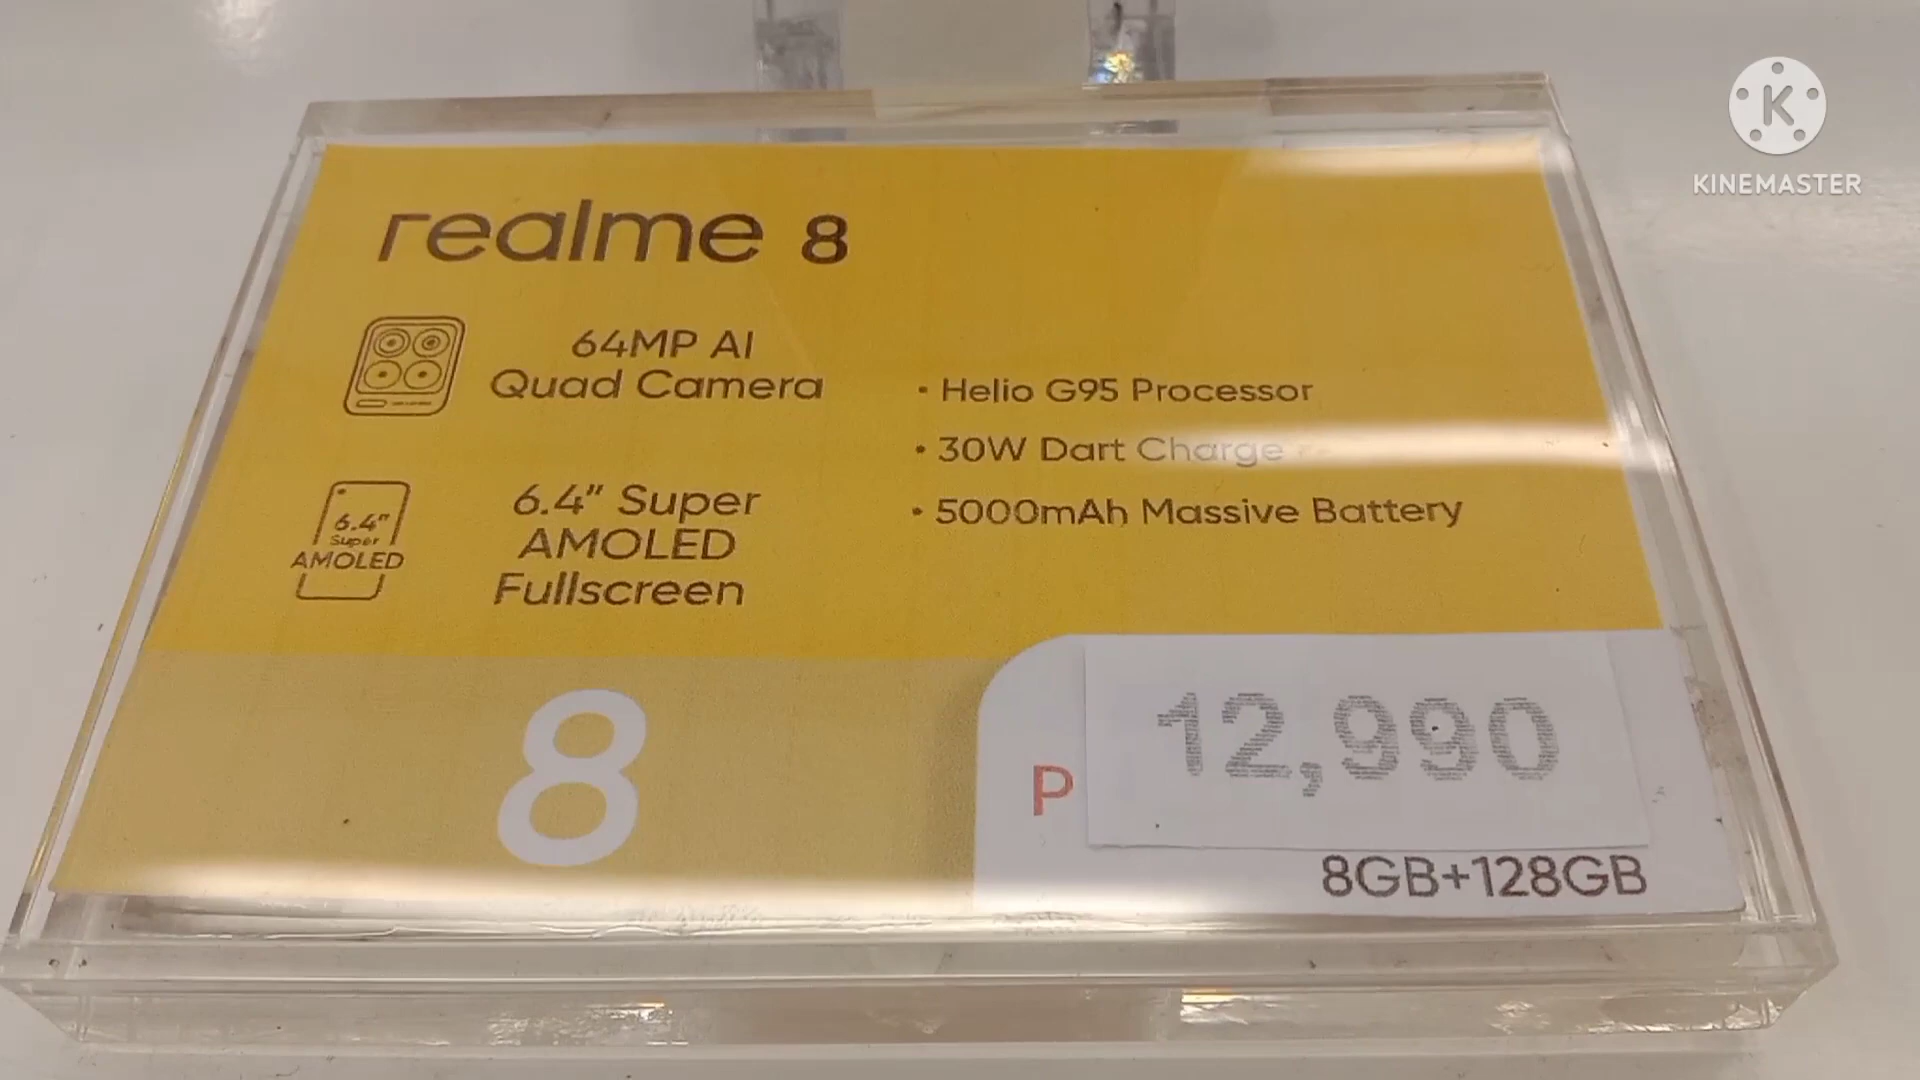 KINEMASTER
realme 8
64MP AI
Quad Camera
6.4" Super
AMOLED
Fullscreen
6.4"
Super
AMOLED
• Helio G95 Processor
• 30W Dart Charge
• 5000mAh Massive Battery
8
P 12,990
8GB+128GB